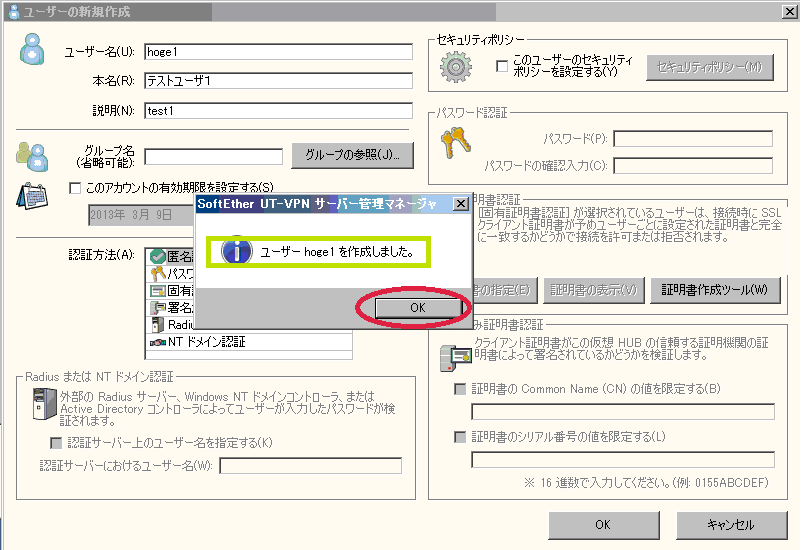 ユーザーの新規作成
ユーザー名(U): hoge1
本名(R): テストユーザ1
説明(N): test1
グループ名
(省略可能):
グループの参照(J)...
このアカウントの有効期限を設定する(S)
2013年 3月 9日
認証方法(A):
匿名
パスワ
固有
署名
Radiu
NT ドメイン認証
Radius または NT ドメイン認証
外部の Radius サーバー、Windows NT ドメインコントローラ、または
Active Directory コントローラによってユーザーが入力したパスワードが検
証されます。
認証サーバー上のユーザー名を指定する(K)
認証サーバーにおけるユーザー名(W):
SoftEther UT-VPN サーバー管理マネージャ
ユーザー hoge1 を作成しました。
OK
セキュリティポリシー
このユーザーのセキュリティ
ポリシーを設定する(Y)
セキュリティポリシー(M)
パスワード認証
パスワード(P):
パスワードの確認入力(C):
明書認証
[固有証明書認証] が選択されているユーザーは、接続時に SSL
クライアント証明書が予めユーザーごとに設定された証明書と完全
に一致するかどうかで接続を許可または拒否されます。
書の指定(E)
証明書の表示(V)
証明書作成ツール(W)
み証明書認証
クライアント証明書がこの仮想 HUB の信頼する証明機関の証
明書によって署名されているかどうかを検証します。
証明書の Common Name (CN) の値を限定する(B)
証明書のシリアル番号の値を限定する(L)
※ 16 進数で入力してください。(例: 0155ABCDEF)
OK
キャンセル